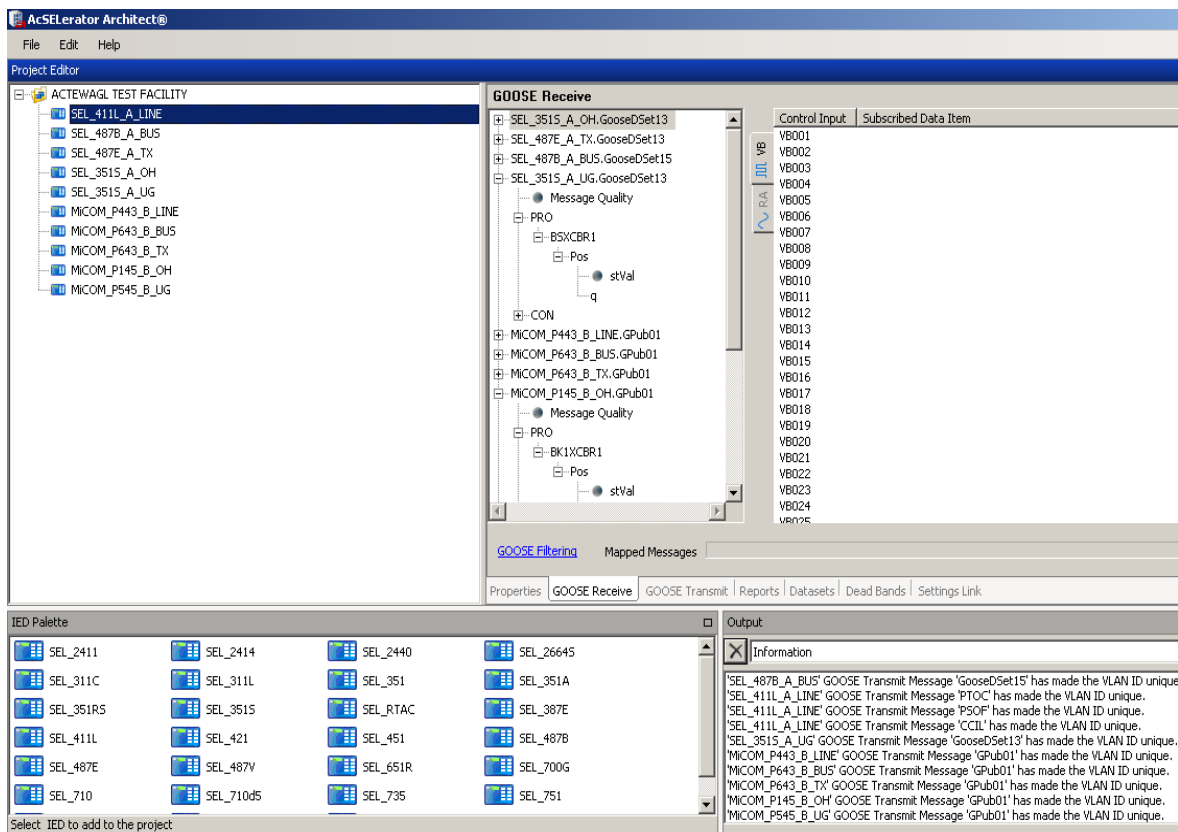 AcSELerator Architect®
File Edit Help
Project Editor
ACTEWAGL TEST FACILITY
SEL_411L_A_LINE
SEL_487B_A_BUS
SEL_487E_A_TX
SEL_351S_A_OH
SEL_351S_A_UG
MiCOM_P443_B_LINE
MiCOM_P643_B_BUS
MiCOM_P643_B_TX
MiCOM_P145_B_OH
MiCOM_P545_B_UG
GOOSE Receive
SEL_351S_A_OH.GooseDSet13
SEL_487E_A_TX.GooseDSet13
SEL_487B_A_BUS.GooseDSet15
SEL_351S_A_UG.GooseDSet13
Message Quality
PRO
BSXCBR1
Pos
stVal
q
CON
MiCOM_P443_B_LINE.GPub01
MiCOM_P643_B_BUS.GPub01
MiCOM_P643_B_TX.GPub01
MiCOM_P145_B_OH.GPub01
Message Quality
PRO
BK1XCBR1
Pos
stVal
VB
RA
Control Input Subscribed Data Item
VB001
VB002
VB003
VB004
VB005
VB006
VB007
VB008
VB009
VB010
VB011
VB012
VB013
VB014
VB015
VB016
VB017
VB018
VB019
VB020
VB021
VB022
VB023
VB024
VB025
GOOSE Filtering Mapped Messages
Properties GOOSE Receive GOOSE Transmit Reports Datasets Dead Bands Settings Link
IED Palette
SEL_2411 SEL_2414 SEL_2440 SEL_2664S
SEL_311C SEL_311L SEL_351 SEL_351A
SEL_351RS SEL_351S SEL_RTAC SEL_387E
SEL_411L SEL_421 SEL_451 SEL_487B
SEL_487E SEL_487V SEL_651R SEL_700G
SEL_710 SEL_710d5 SEL_735 SEL_751
Select IED to add to the project
Output
Information
'SEL_487B_A_BUS' GOOSE Transmit Message 'GooseDSet15' has made the VLAN ID unique
'SEL_411L_A_LINE' GOOSE Transmit Message 'PTOC' has made the VLAN ID unique.
'SEL_411L_A_LINE' GOOSE Transmit Message 'PSOF' has made the VLAN ID unique.
'SEL_411L_A_LINE' GOOSE Transmit Message 'CCIL' has made the VLAN ID unique.
'SEL_351S_A_UG' GOOSE Transmit Message 'GooseDSet13' has made the VLAN ID unique.
'MiCOM_P443_B_LINE' GOOSE Transmit Message 'GPub01' has made the VLAN ID unique.
'MiCOM_P643_B_BUS' GOOSE Transmit Message 'GPub01' has made the VLAN ID unique.
'MiCOM_P643_B_TX' GOOSE Transmit Message 'GPub01' has made the VLAN ID unique.
'MiCOM_P145_B_OH' GOOSE Transmit Message 'GPub01' has made the VLAN ID unique.
'MiCOM_P545_B_UG' GOOSE Transmit Message 'GPub01' has made the VLAN ID unique.